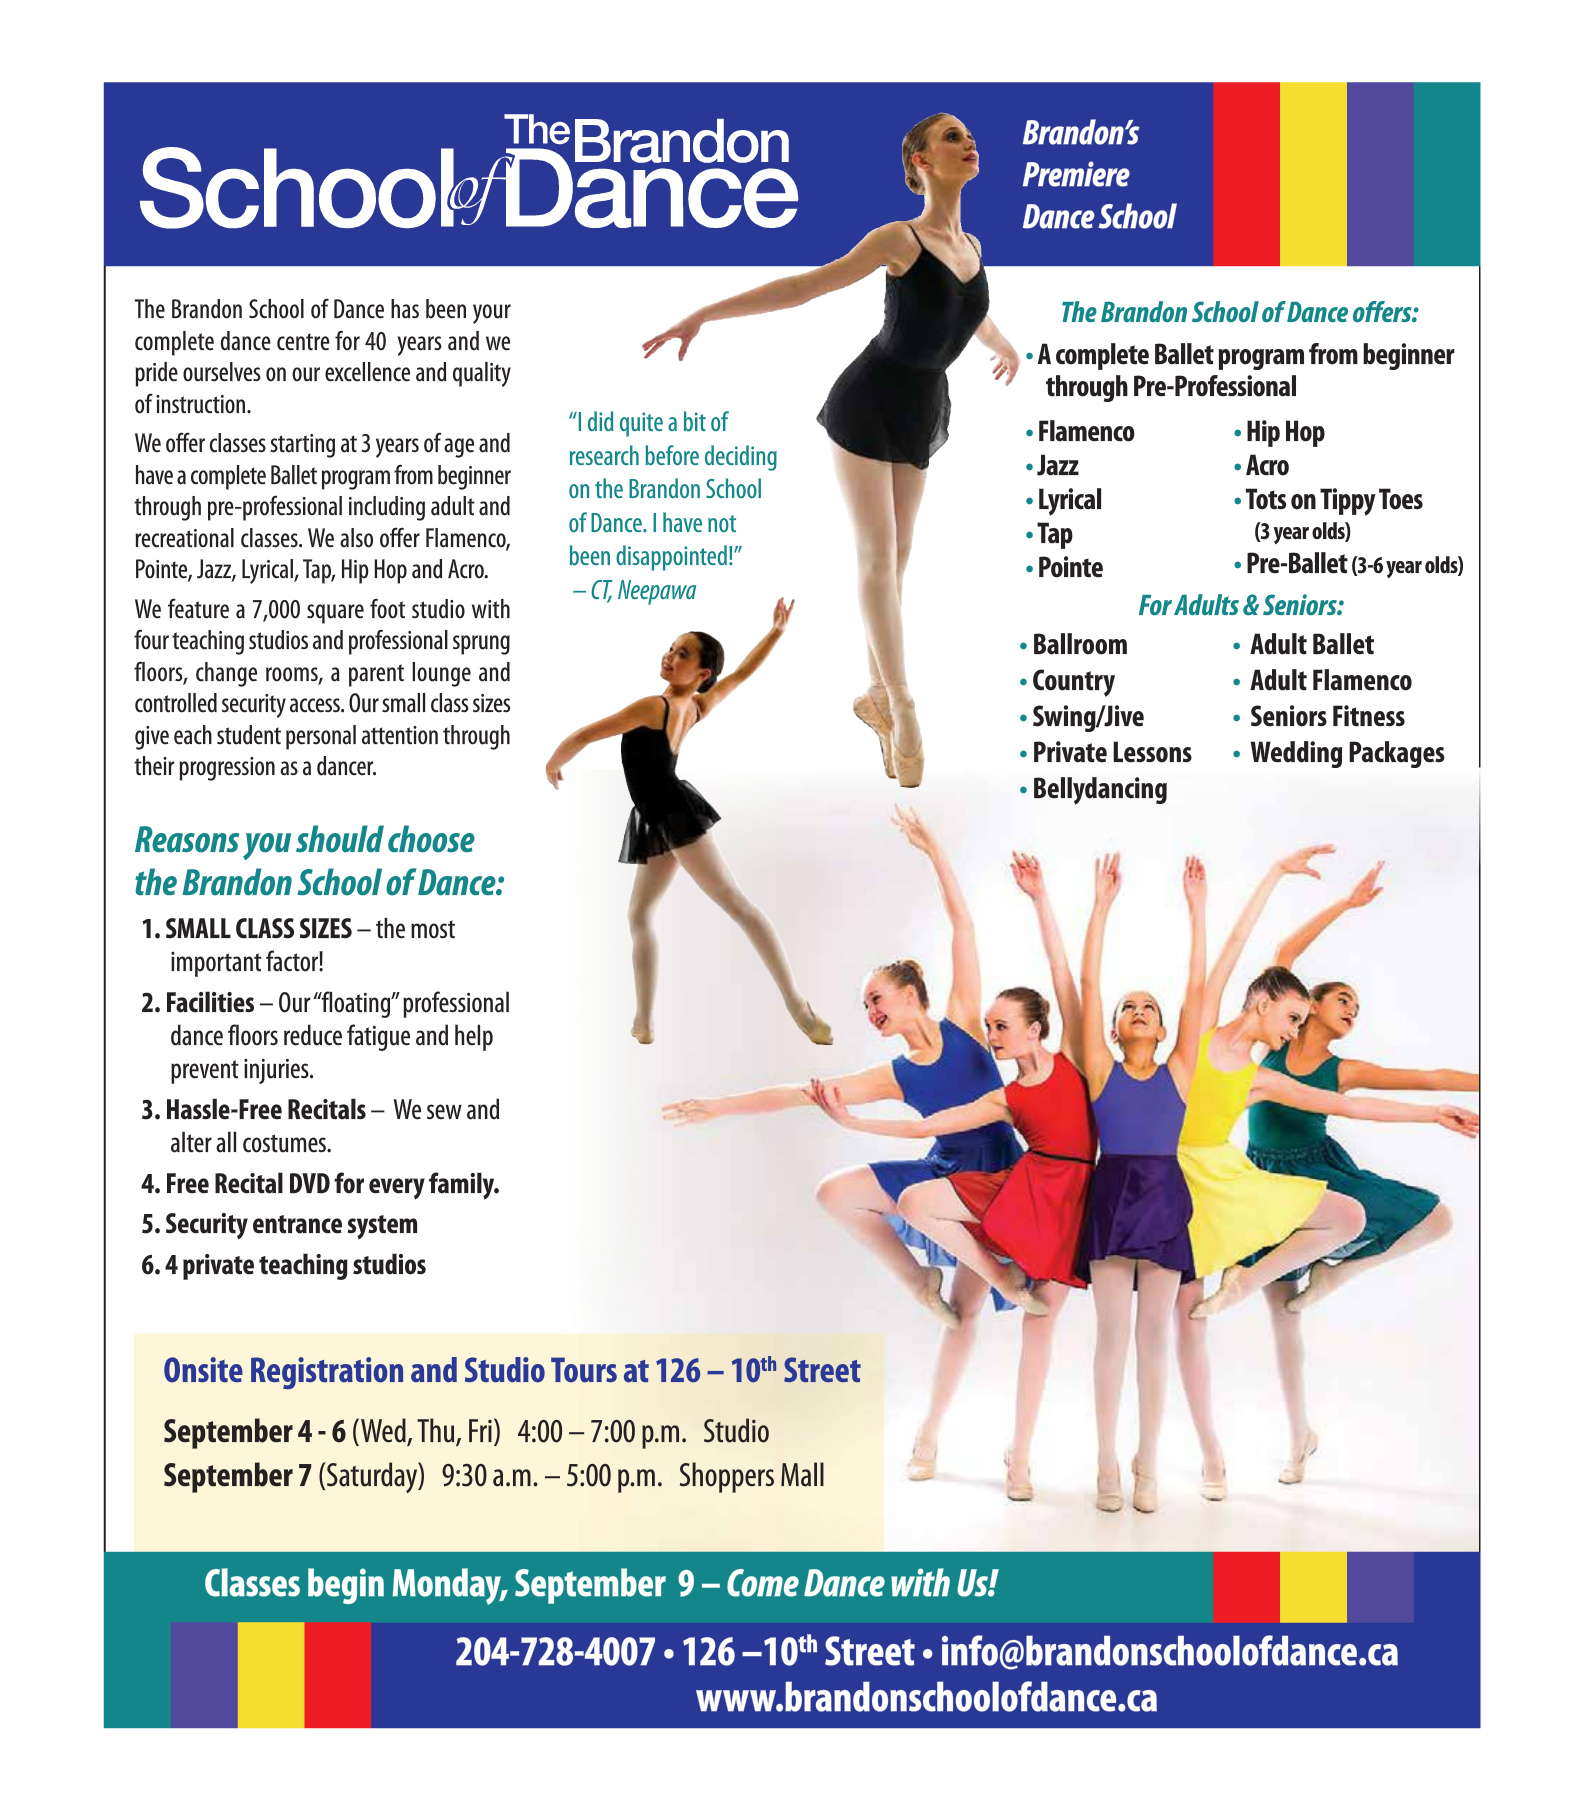 The Brandon
School of Dance
Brandon's
Premiere
Dance School
The Brandon School of Dance has been your
complete dance centre for 40 years and we
pride ourselves on our excellence and quality
of instruction.
We offer classes starting at 3 years of age and
have a complete Ballet program from beginner
through pre-professional including adult and
recreational classes. We also offer Flamenco,
Pointe, Jazz, Lyrical, Tap, Hip Hop and Acro.
We feature a 7,000 square foot studio with
four teaching studios and professional sprung
floors, change rooms, a parent lounge and
controlled security access. Our small class sizes
give each student personal attention through
their progression as a dancer.
Reasons you should choose
the Brandon School of Dance:
1. SMALL CLASS SIZES – the most
important factor!
2. Facilities – Our “floating” professional
dance floors reduce fatigue and help
prevent injuries.
3. Hassle-Free Recitals – We sew and
alter all costumes.
4. Free Recital DVD for every family.
5. Security entrance system
6. 4 private teaching studios
“I did quite a bit of
research before deciding
on the Brandon School
of Dance. I have not
been disappointed!”
– CT, Neepawa
The Brandon School of Dance offers:
• A complete Ballet program from beginner
through Pre-Professional
• Flamenco
• Jazz
• Lyrical
• Tap
• Pointe
• Hip Hop
• Acro
• Tots on Tippy Toes
(3 year olds)
• Pre-Ballet (3-6 year olds)
For Adults & Seniors:
• Ballroom
• Country
• Swing/Jive
• Private Lessons
• Bellydancing
• Adult Ballet
• Adult Flamenco
• Seniors Fitness
• Wedding Packages
Onsite Registration and Studio Tours at 126 – 10th Street
September 4 - 6 (Wed, Thu, Fri) 4:00 – 7:00 p.m. Studio
September 7 (Saturday) 9:30 a.m. – 5:00 p.m. Shoppers Mall
Classes begin Monday, September 9 – Come Dance with Us!
204-728-4007 • 126 –10th Street • info@brandonschoolofdance.ca
www.brandonschoolofdance.ca